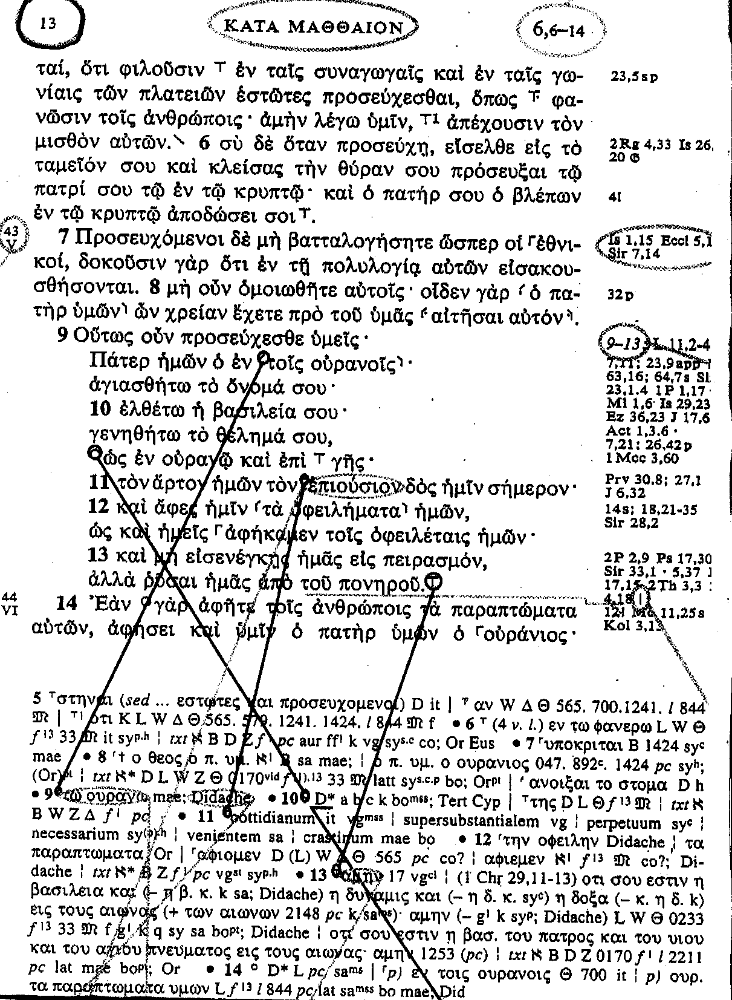 13 ΚΑΤΑ ΜΑΘΘΑΙΟΝ 6,6–14
ταί, ὅτι φιλοῦσιν ⸆ ἐν ταῖς συναγωγαῖς καὶ ἐν ταῖς γω- 23,5sp
νίαις τῶν πλατειῶν ἑστῶτες προσεύχεσθαι, ὅπως ⸇ φα-
νῶσιν τοῖς ἀνθρώποις· ἀμὴν λέγω ὑμῖν, ⸆1 ἀπέχουσιν τὸν
μισθὸν αὐτῶν.⸌ 6 σὺ δὲ ὅταν προσεύχῃ, εἴσελθε εἰς τὸ 2Rg 4,33 Is 26,
ταμεῖόν σου καὶ κλείσας τὴν θύραν σου πρόσευξαι τῷ 20 𝔊
πατρί σου τῷ ἐν τῷ κρυπτῷ· καὶ ὁ πατήρ σου ὁ βλέπων 4!
ἐν τῷ κρυπτῷ ἀποδώσει σοι⸆.
43 7 Προσευχόμενοι δὲ μὴ βατταλογήσητε ὥσπερ οἱ ⸀ἐθνι- Is 1,15 Eccl 5,1
V κοί, δοκοῦσιν γὰρ ὅτι ἐν τῇ πολυλογίᾳ αὐτῶν εἰσακου- Sir 7,14
σθήσονται. 8 μὴ οὖν ὁμοιωθῆτε αὐτοῖς· οἶδεν γὰρ ⸂ὁ πα- 32p
τὴρ ὑμῶν⸃ ὧν χρείαν ἔχετε πρὸ τοῦ ὑμᾶς ⸄αἰτῆσαι αὐτόν⸅.
9 Οὕτως οὖν προσεύχεσθε ὑμεῖς· 9–13 L 11,2-4
Πάτερ ἡμῶν ὁ ἐν ⸂τοῖς οὐρανοῖς⸃· 7,11; 23,9app
ἁγιασθήτω τὸ ὄνομά σου· 63,16; 64,7s
23,1.4 1P 1,17
10 ἐλθέτω ἡ βασιλεία σου· Ml 1,6 Is 29,23
Ez 36,23 J 17,6
γενηθήτω τὸ θέλημά σου, Act 1,3.6 ·
7,21; 26,42p
ὡς ἐν οὐρανῷ καὶ ἐπὶ ⸆ γῆς· 1Mcc 3,60
11 τὸν ἄρτον ἡμῶν τὸν ἐπιούσιον δὸς ἡμῖν σήμερον· Prv 30,8; 27,1
J 6,32
12 καὶ ἄφες ἡμῖν ⸂τὰ ὀφειλήματα⸃ ἡμῶν, 14s; 18,21-35
ὡς καὶ ἡμεῖς ⸀ἀφήκαμεν τοῖς ὀφειλέταις ἡμῶν· Sir 28,2
13 καὶ μὴ εἰσενέγκῃς ἡμᾶς εἰς πειρασμόν, 2P 2,9 Ps 17,30
Sir 33,1 · 5,37
ἀλλὰ ῥῦσαι ἡμᾶς ἀπὸ τοῦ πονηροῦ.⸆ 17,15 2Th 3,3
44 14 Ἐὰν °γὰρ ἀφῆτε τοῖς ἀνθρώποις τὰ παραπτώματα 4,18
VI 12! Mc 11,25s
αὐτῶν, ἀφήσει καὶ ὑμῖν ὁ πατὴρ ὑμῶν ὁ ⸀οὐράνιος· Kol 3,13
5 ⸆στηναι (sed ... εστωτες και προσευχομενοι) D it | ⸇ αν W Δ Θ 565. 700.1241. l 844
𝔐 | ⸆1 οτι K L W Δ Θ 565. 579. 1241. 1424. l 844 𝔐 f • 6 ⸆ (4 v. l.) εν τω φανερω L W Θ
f 13 33 𝔐 it syp.h ¦ txt ℵ B D Z f 1 pc aur ff1 k vg sys.c co; Or Eus • 7 ⸀υποκριται B 1424 syc
mae • 8 ⸂† ο θεος ο π. υμ. ℵ1 B sa mae; ¦ ο π. υμ. ο ουρανιος 047. 892c. 1424 pc syh;
(Or)pt ¦ txt ℵ* D L W Z Θ 0170vid f (1).13 33 𝔐 latt sys.c.p bo; Orpt | ⸄ ανοιξαι το στομα D h
• 9 ⸂τω ουρανω mae; Didache • 10 D* a b c k bomss; Tert Cyp | ⸆της D L Θ f 13 𝔐 ¦ txt ℵ
B W Z Δ f 1 pc • 11 cottidianum it vgmss ¦ supersubstantialem vg ¦ perpetuum syc ¦
necessarium sy(p).h ¦ venientem sa ¦ crastinum mae bo • 12 ⸂την οφειλην Didache ¦ τα
παραπτωματα Or | ⸀αφιομεν D (L) W Δ Θ 565 pc co? ¦ αφιεμεν ℵ1 f 13 𝔐 co?; Di-
dache ¦ txt ℵ* B Z f 1 pc vgst syp.h • 13 ⸆αμην 17 vgcl ¦ (1 Chr 29,11-13) οτι σου εστιν η
βασιλεια και (– η β. κ. k sa; Didache) η δυναμις και (– η δ. κ. syc) η δοξα (– κ. η δ. k)
εις τους αιωνας (+ των αιωνων 2148 pc k sams)· αμην (– g1 k syp; Didache) L W Θ 0233
f 13 33 𝔐 f g1 k q sy sa bopt; Didache ¦ οτι σου εστιν η βασ. του πατρος και του υιου
και του αγιου πνευματος εις τους αιωνας· αμην 1253 (pc) ¦ txt ℵ B D Z 0170 f 1 l 2211
pc lat mae bopt; Or • 14 ° D* L pc sams | ⸀p) εν τοις ουρανοις Θ 700 it ¦ p) ουρ.
τα παραπτωματα υμων L f 13 l 844 pc lat samss bo mae; Did